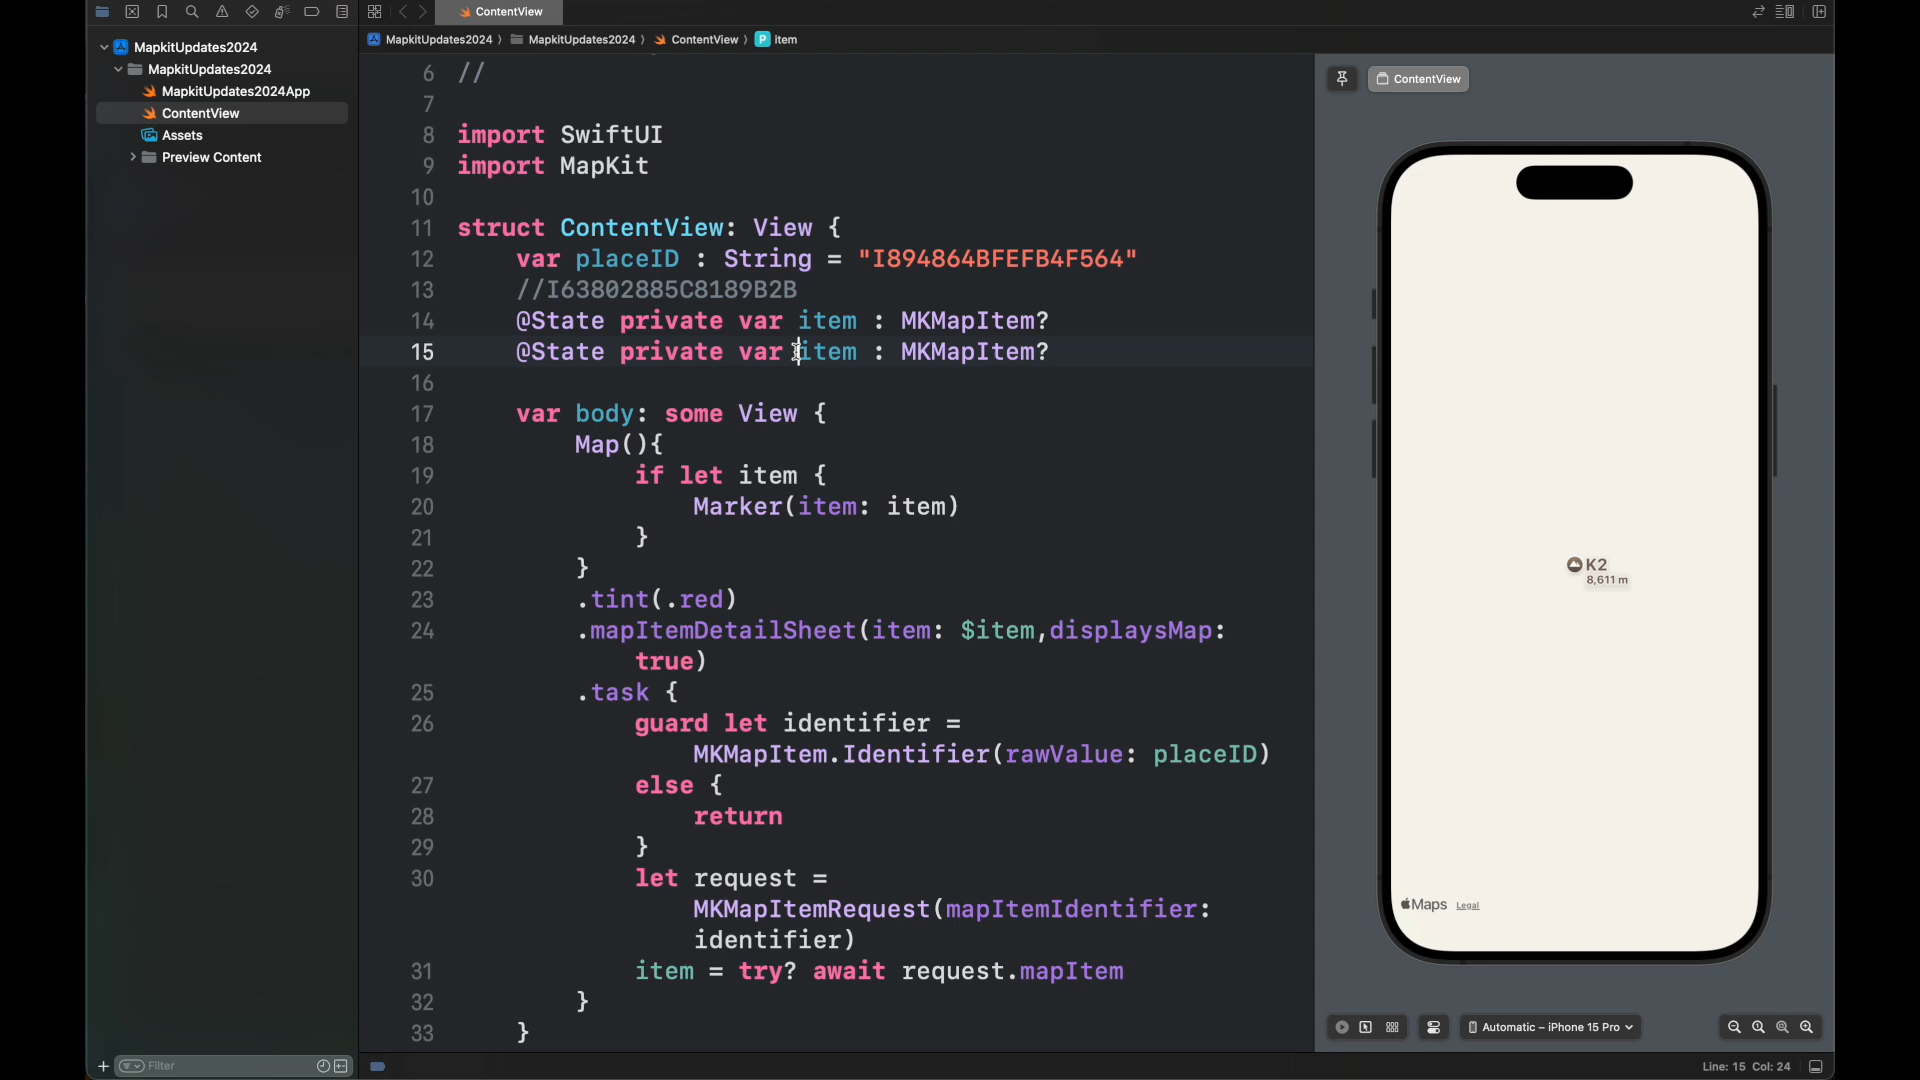 ContentView
MapkitUpdates2024
MapkitUpdates2024
MapkitUpdates2024App
ContentView
Assets
Preview Content
MapkitUpdates2024 〉 MapkitUpdates2024 〉 ContentView 〉 P item
6 //
7
8 import SwiftUI
9 import MapKit
10
11 struct ContentView: View {
12 var placeID : String = "I894864BFEFB4F564"
13 //I63802885C8189B2B
14 @State private var item : MKMapItem?
15 @State private var item : MKMapItem?
16
17 var body: some View {
18 Map(){
19 if let item {
20 Marker(item: item)
21 }
22 }
23 .tint(.red)
24 .mapItemDetailSheet(item: $item,displaysMap:
true)
25 .task {
26 guard let identifier =
MKMapItem.Identifier(rawValue: placeID)
27 else {
28 return
29 }
30 let request =
MKMapItemRequest(mapItemIdentifier:
identifier)
31 item = try? await request.mapItem
32 }
33 }
ContentView
K2
8,611 m
Maps Legal
Automatic – iPhone 15 Pro
Filter
Line: 15 Col: 24